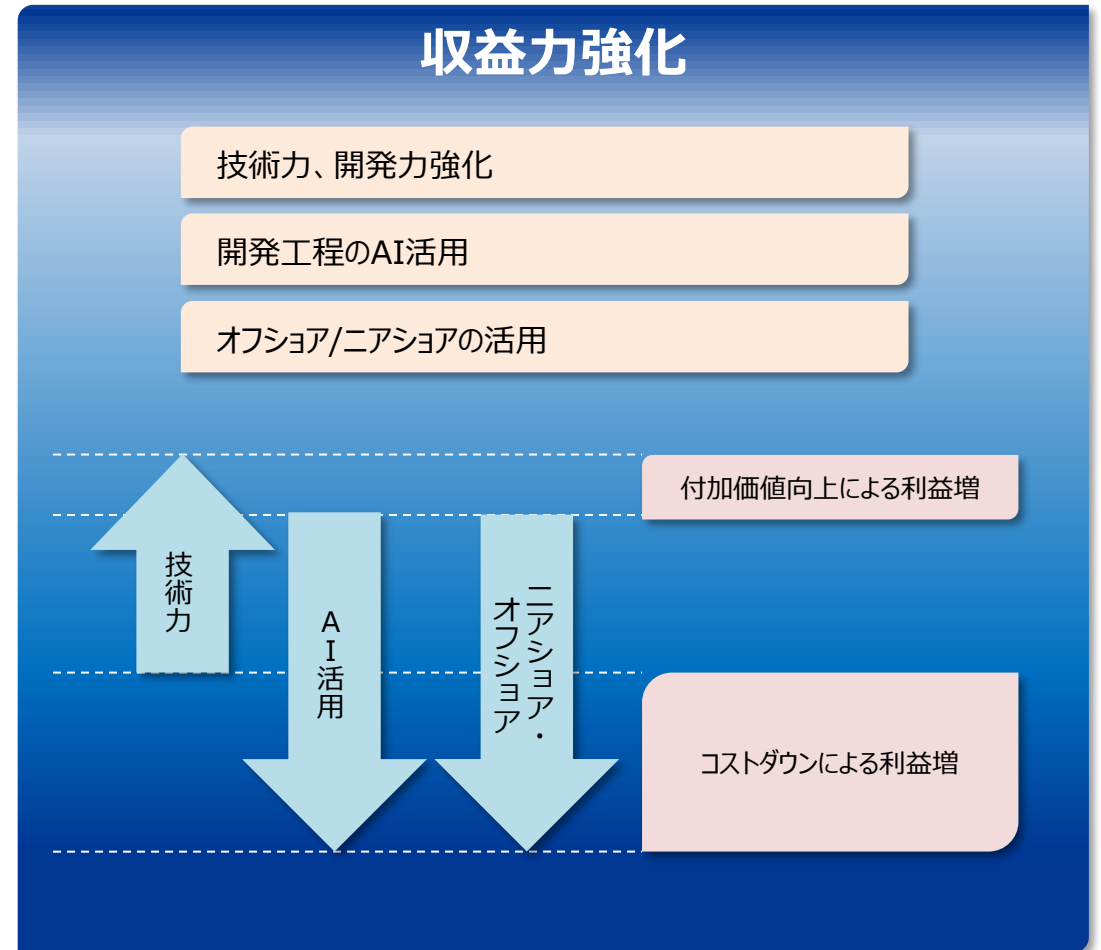 収益力強化
技術力、開発力強化
開発工程のAI活用
オフショア/ニアショアの活用
付加価値向上による利益増
技術力
AI活用
ニアショア・
オフショア
コストダウンによる利益増